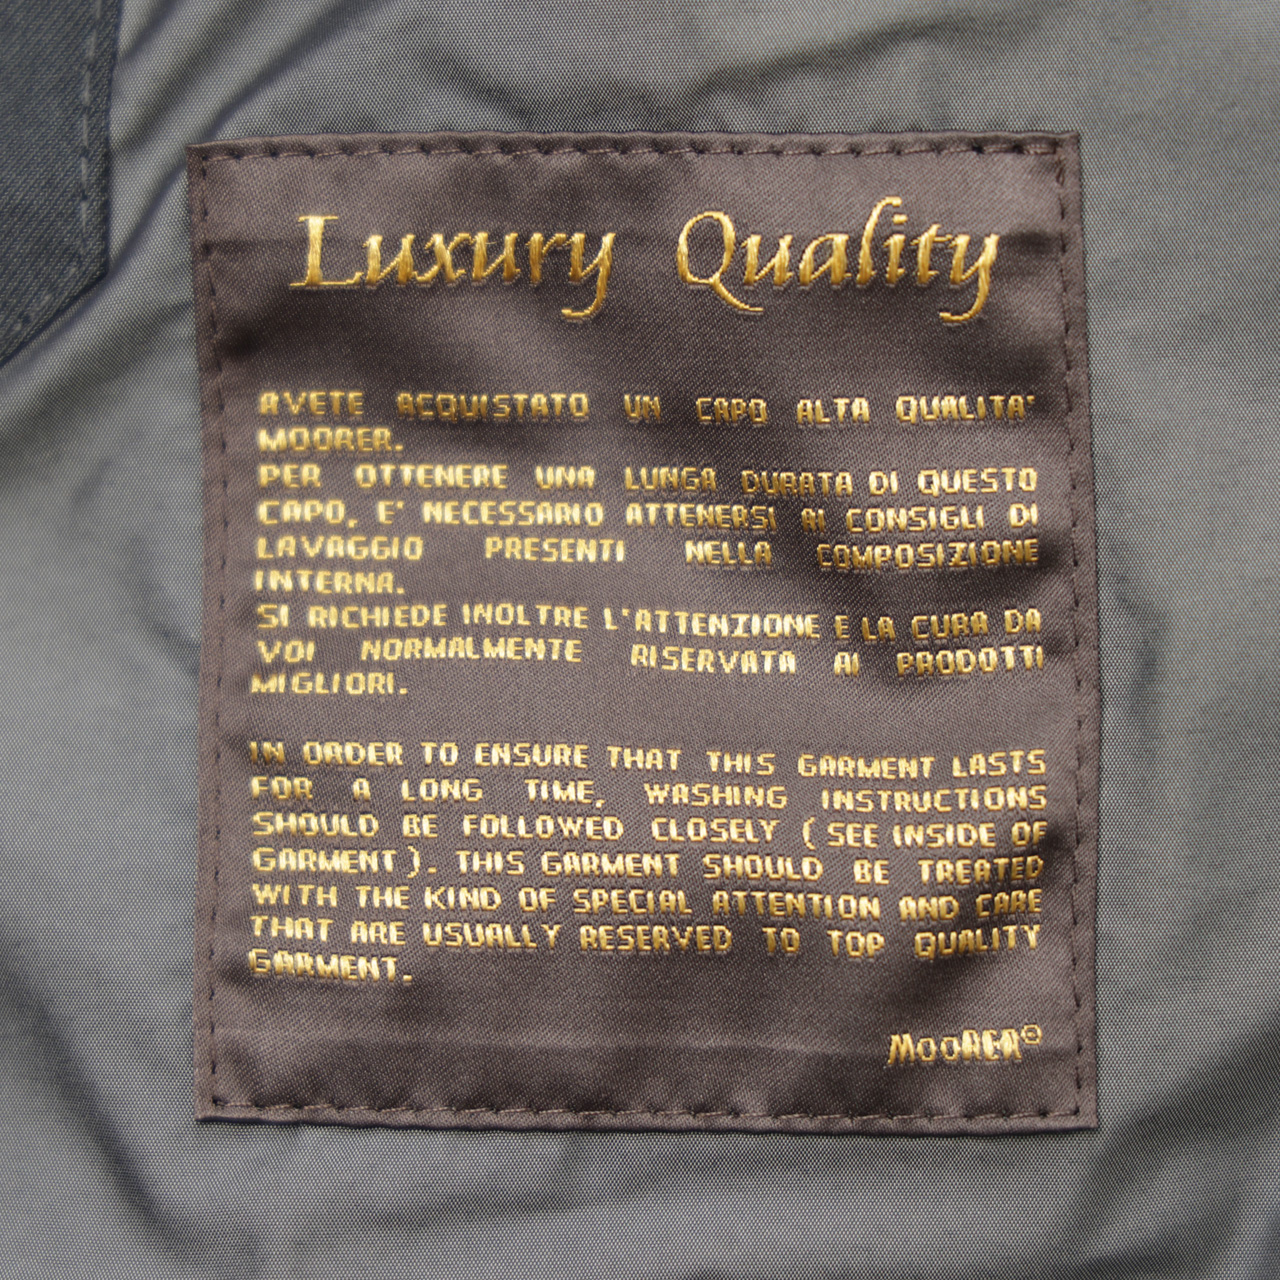 Luxury Quality
AVETE ACQUISTATO UN CAPO ALTA QUALITA'
MOORER.
PER OTTENERE UNA LUNGA DURATA DI QUESTO
CAPO, E' NECESSARIO ATTENERSI AI CONSIGLI DI
LAVAGGIO PRESENTI NELLA COMPOSIZIONE
INTERNA.
SI RICHIEDE INOLTRE L'ATTENZIONE E LA CURA DA
VOI NORMALMENTE RISERVATA AI PRODOTTI
MIGLIORI.
IN ORDER TO ENSURE THAT THIS GARMENT LASTS
FOR A LONG TIME, WASHING INSTRUCTIONS
SHOULD BE FOLLOWED CLOSELY (SEE INSIDE OF
GARMENT). THIS GARMENT SHOULD BE TREATED
WITH THE KIND OF SPECIAL ATTENTION AND CARE
THAT ARE USUALLY RESERVED TO TOP QUALITY
GARMENT.
MOORER®